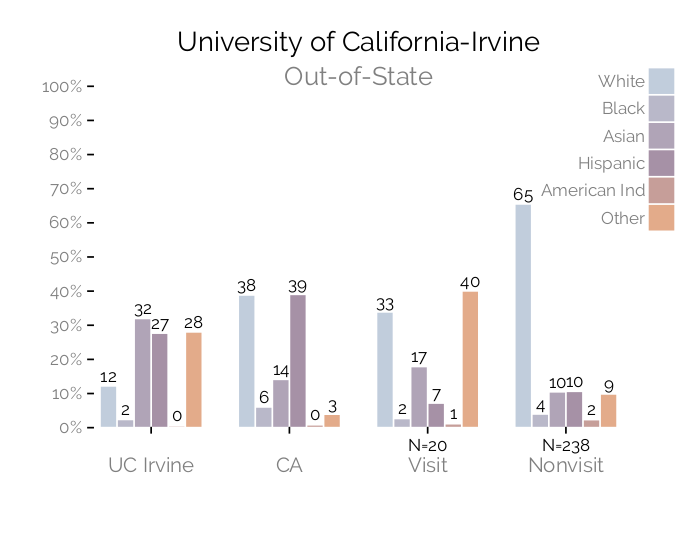 University of California-Irvine
Out-of-State
100%
90%
80%
70%
60%
50%
40%
30%
20%
10%
0%
White
Black
Asian
Hispanic
American Ind
Other
12
2
32
27
0
28
38
6
14
39
0
3
33
2
17
7
1
40
65
4
10
10
2
9
N=20
N=238
UC Irvine
CA
Visit
Nonvisit